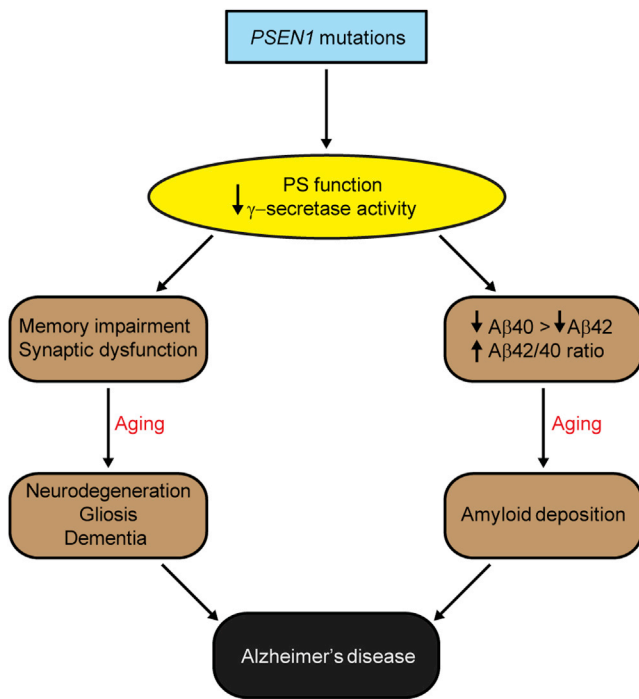 PSEN1 mutations
PS function
↓ γ–secretase activity
Memory impairment
Synaptic dysfunction
↓ Aβ40 > ↓ Aβ42
↑ Aβ42/40 ratio
Aging
Aging
Neurodegeneration
Gliosis
Dementia
Amyloid deposition
Alzheimer’s disease